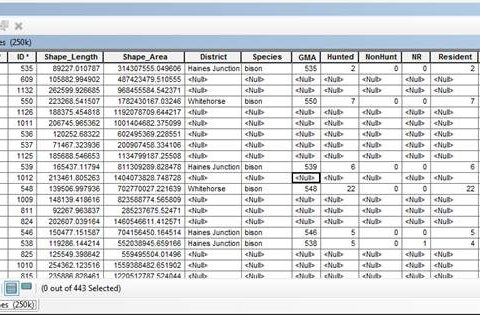 es (250k)
ID * Shape_Length Shape_Area District Species GMA Hunted NonHunt NR Resident
535 89227.010787 314307555.049606 Haines Junction bison 535 2 0 0 2
609 105882.994902 487423479.510555 <Null> <Null> <Null> <Null> <Null> <Null> <Null>
1132 262599.926685 968455584.542371 <Null> <Null> <Null> <Null> <Null> <Null> <Null>
550 223268.541507 1782430167.03246 Whitehorse bison 550 7 0 0 7
1126 188375.454818 1192078709.644217 <Null> <Null> <Null> <Null> <Null> <Null> <Null>
1011 206745.965362 1001404682.375099 <Null> <Null> <Null> <Null> <Null> <Null> <Null>
536 120252.68322 602495369.228551 <Null> <Null> <Null> <Null> <Null> <Null> <Null>
537 71467.323936 200907458.334106 <Null> <Null> <Null> <Null> <Null> <Null> <Null>
1125 185688.546653 1134799187.25508 <Null> <Null> <Null> <Null> <Null> <Null> <Null>
539 165437.11794 811309289.828478 Haines Junction bison 539 6 0 0 6
1012 213461.805263 1404073828.748728 <Null> <Null> <Null> <Null> <Null> <Null> <Null>
548 139506.997936 702770027.221639 Whitehorse bison 548 22 0 0 22
1009 148139.418616 823588774.565809 <Null> <Null> <Null> <Null> <Null> <Null> <Null>
811 92267.963837 285237675.52471 <Null> <Null> <Null> <Null> <Null> <Null> <Null>
824 202607.039164 1460546611.412571 <Null> <Null> <Null> <Null> <Null> <Null> <Null>
546 150477.151587 704156450.164514 Haines Junction bison 546 5 0 0 5
538 119286.144214 552038945.659166 Haines Junction bison 538 5 0 1 4
549 142535.839628 559495504.01496 <Null> <Null> <Null> <Null> <Null> <Null> <Null>
1010 254362.123516 1559388482.651902 <Null> <Null> <Null> <Null> <Null> <Null> <Null>
815 <Null> <Null> <Null> <Null> <Null> <Null> <Null>
(0 out of 443 Selected)
nes (250k)